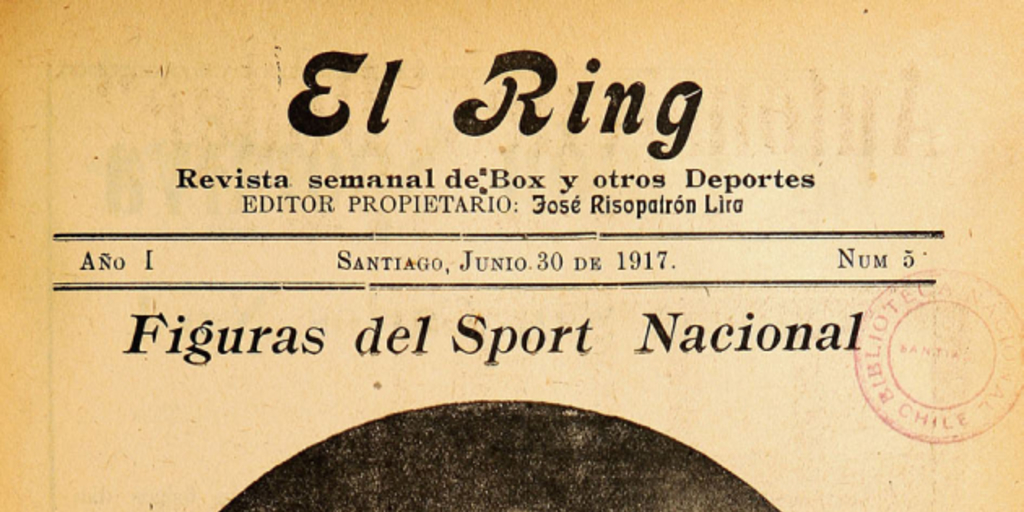 El Ring
Revista semanal de Box y otros Deportes
EDITOR PROPIETARIO: José Risopatrón Lira
AÑO I SANTIAGO, JUNIO 30 DE 1917. NUM 5
Figuras del Sport Nacional
BIBLIOTECA NACIONAL
SANTIAGO
CHILE